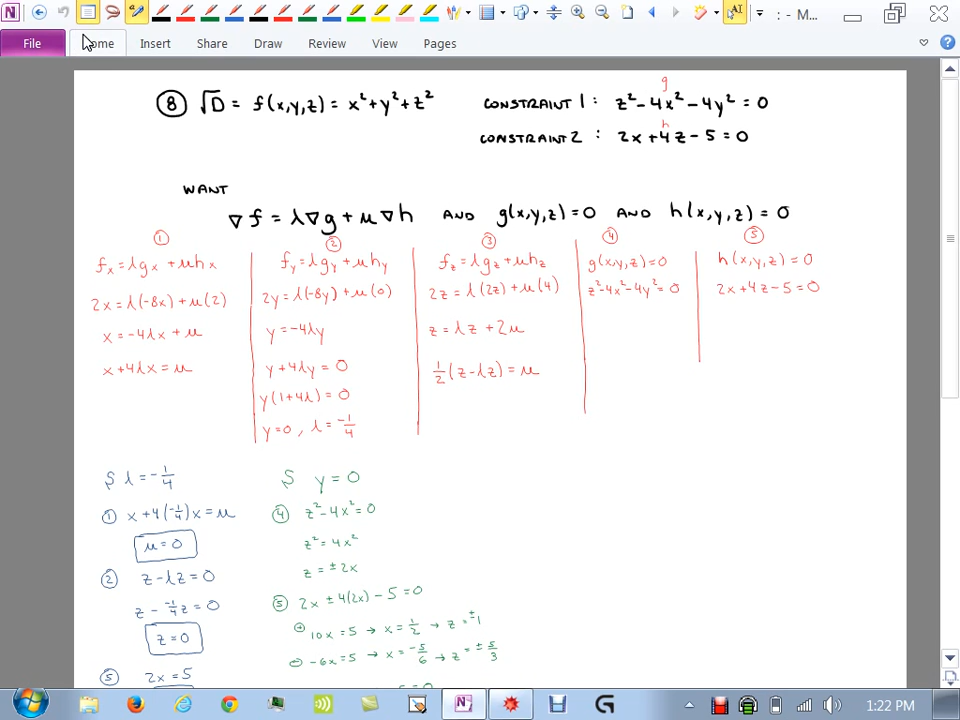 : - M...
File
Home
Insert
Share
Draw
Review
View
Pages
⑧ √D = f(x,y,z) = x²+y²+z²
CONSTRAINT 1: z²-4x²-4y² = 0
g
CONSTRAINT 2 : 2x+4z-5=0
h
WANT
∇f = λ∇g + μ∇h AND g(x,y,z)=0 AND h(x,y,z)=0
①
fx = λgx + μhx
2x = λ(-8x) + μ(2)
x = -4λx + μ
x+4λx = μ
②
fy = λgy + μhy
2y = λ(-8y) + μ(0)
y = -4λy
y+4λy = 0
y(1+4λ) = 0
y=0, λ = -1/4
③
fz = λgz + μhz
2z = λ(2z) + μ(4)
z = λz + 2μ
1/2(z-λz) = μ
④
g(x,y,z)=0
z²-4x²-4y² = 0
⑤
h(x,y,z) = 0
2x+4z-5=0
S λ = -1/4
① x+4(-1/4)x = μ
μ=0
② z-λz=0
z - -1/4z = 0
z=0
⑤ 2x=5
S y=0
④ z²-4x²=0
z² = 4x²
z = ±2x
⑤ 2x ± 4(2x) - 5 = 0
⊕ 10x = 5 → x = 1/2 → z = ±1
⊖ -6x=5 → x = -5/6 → z = ± 5/3
1:22 PM